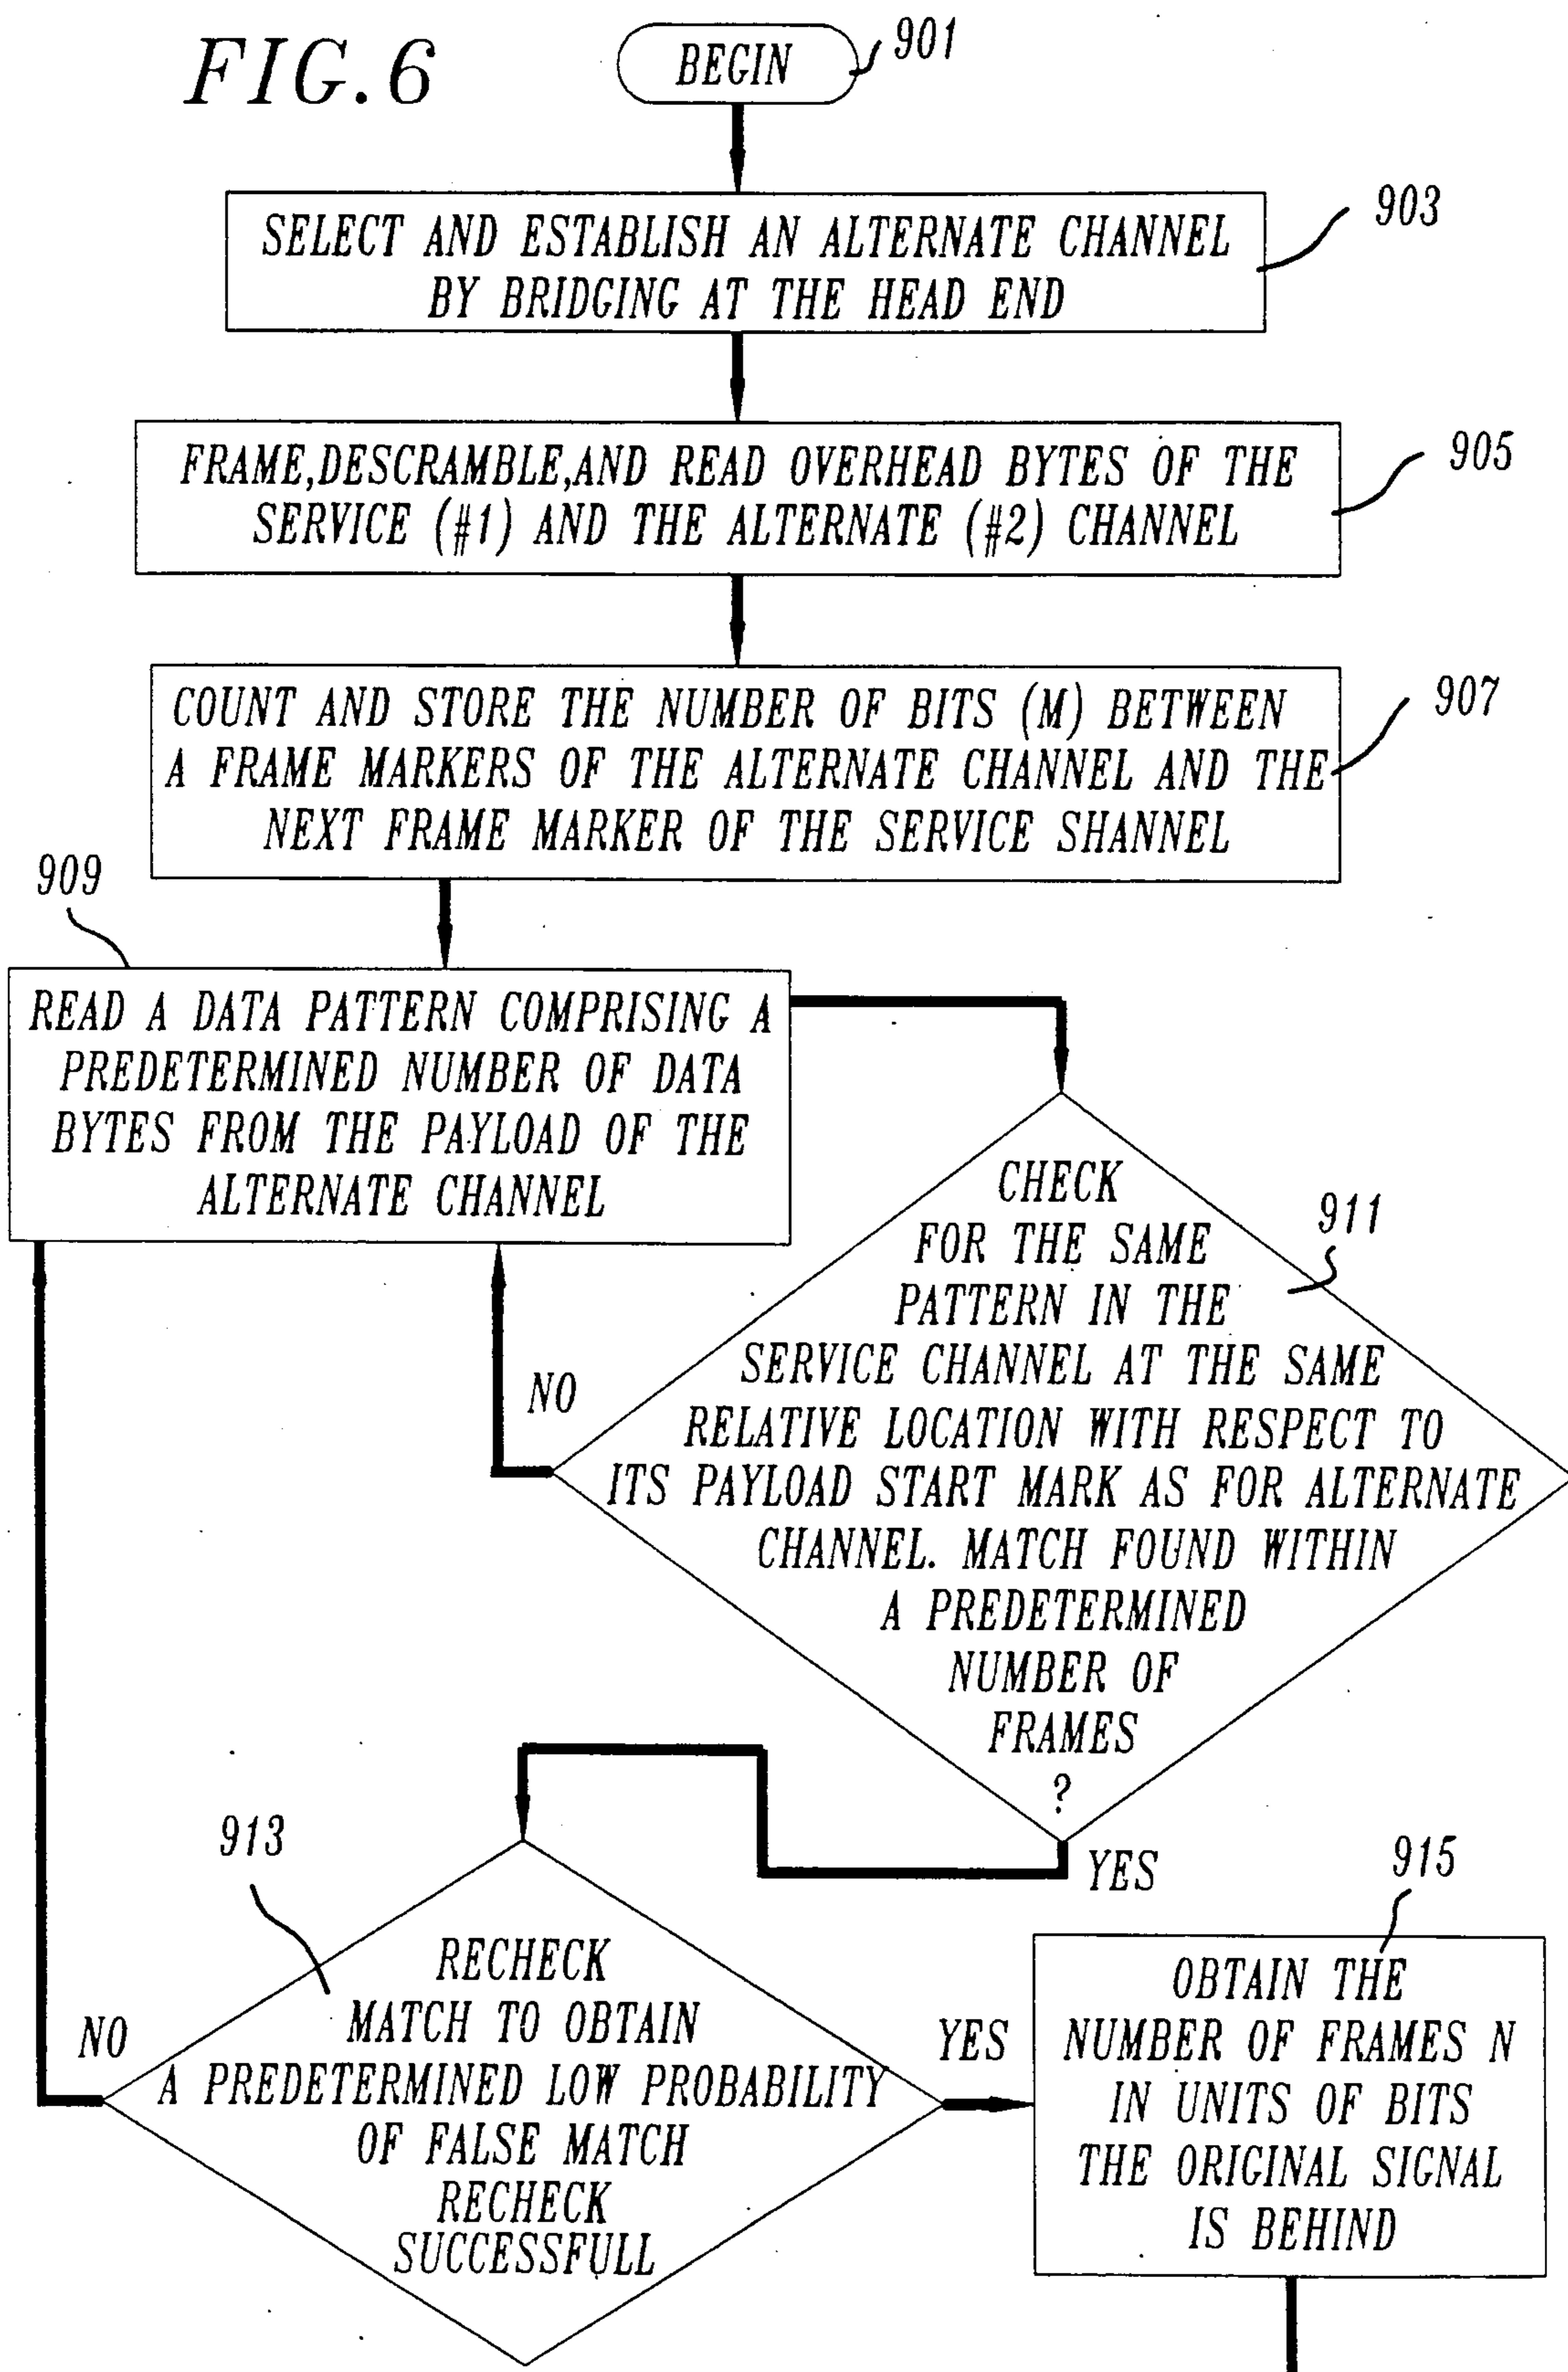 FIG. 6
BEGIN
901
SELECT AND ESTABLISH AN ALTERNATE CHANNEL
BY BRIDGING AT THE HEAD END
903
FRAME,DESCRAMBLE,AND READ OVERHEAD BYTES OF THE
SERVICE (#1) AND THE ALTERNATE (#2) CHANNEL
905
COUNT AND STORE THE NUMBER OF BITS (M) BETWEEN
A FRAME MARKERS OF THE ALTERNATE CHANNEL AND THE
NEXT FRAME MARKER OF THE SERVICE SHANNEL
907
909
READ A DATA PATTERN COMPRISING A
PREDETERMINED NUMBER OF DATA
BYTES FROM THE PAYLOAD OF THE
ALTERNATE CHANNEL
CHECK
FOR THE SAME
PATTERN IN THE
SERVICE CHANNEL AT THE SAME
RELATIVE LOCATION WITH RESPECT TO
ITS PAYLOAD START MARK AS FOR ALTERNATE
CHANNEL. MATCH FOUND WITHIN
A PREDETERMINED
NUMBER OF
FRAMES
?
911
NO
YES
913
RECHECK
MATCH TO OBTAIN
A PREDETERMINED LOW PROBABILITY
OF FALSE MATCH
RECHECK
SUCCESSFULL
NO
YES
915
OBTAIN THE
NUMBER OF FRAMES N
IN UNITS OF BITS
THE ORIGINAL SIGNAL
IS BEHIND